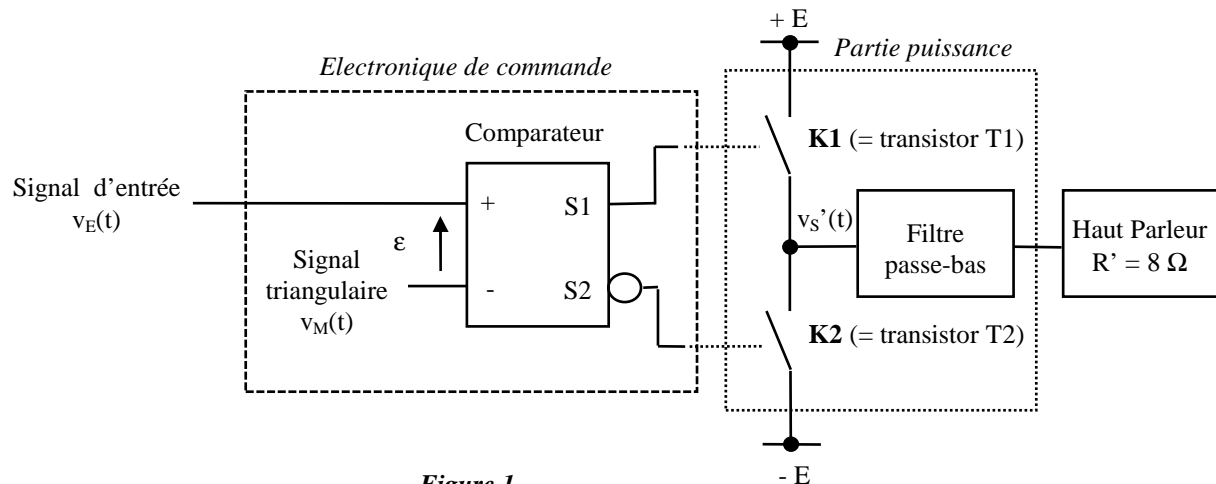 + E
Partie puissance
Electronique de commande
Comparateur
K1 (= transistor T1)
Signal d'entrée
vE(t)
+
S1
ε
vS'(t)
Filtre
passe-bas
Haut Parleur
R' = 8 Ω
Signal
triangulaire
vM(t)
-
S2
K2 (= transistor T2)
- E
Figure 1